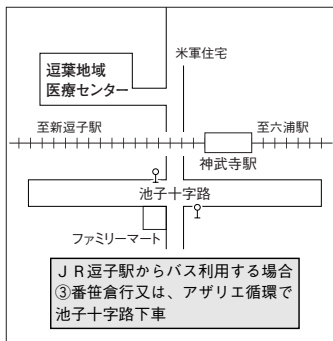 米軍住宅
逗葉地域
医療センター
至新逗子駅
至六浦駅
神武寺駅
池子十字路
ファミリーマート
ＪＲ逗子駅からバス利用する場合
③番笹倉行又は、アザリエ循環で
池子十字路下車